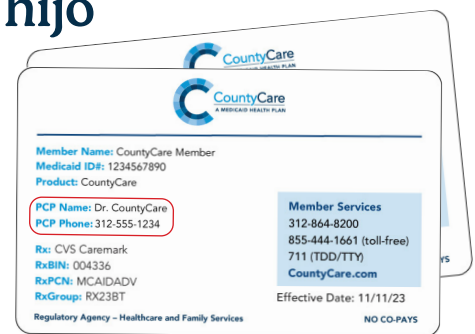 hijo
CountyCare
A MEDICAID HEALTH PLAN
CountyCare
A MEDICAID HEALTH PLAN
Member Name: CountyCare Member
Medicaid ID#: 1234567890
Product: CountyCare
PCP Name: Dr. CountyCare
PCP Phone: 312-555-1234
Rx: CVS Caremark
RxBIN: 004336
RxPCN: MCAIDADV
RxGroup: RX23BT
Member Services
312-864-8200
855-444-1661 (toll-free)
711 (TDD/TTY)
CountyCare.com
Effective Date: 11/11/23
Regulatory Agency – Healthcare and Family Services
NO CO-PAYS
YS